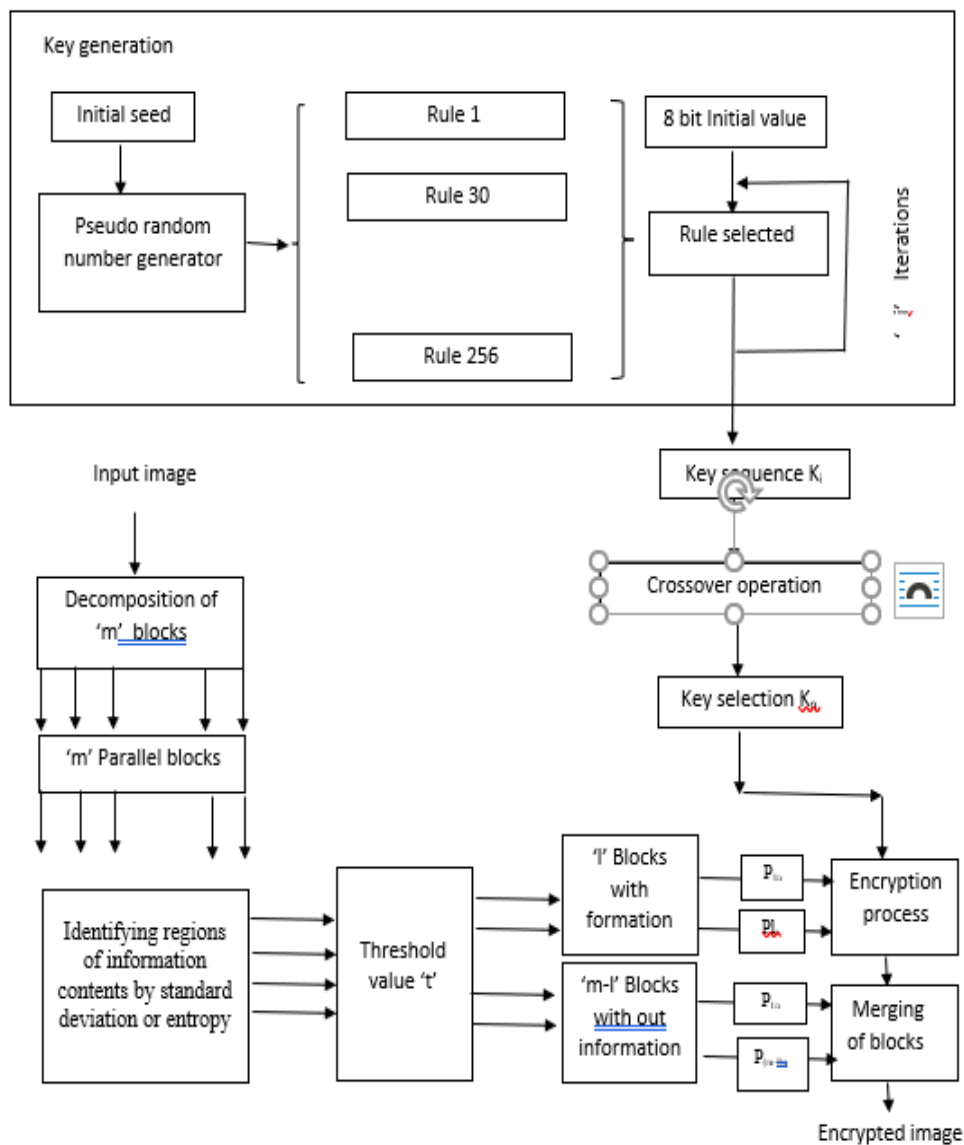 Key generation
Initial seed
Pseudo random
number generator
Rule 1
Rule 30
Rule 256
8 bit Initial value
Rule selected
Iterations
Key sequence Ki
Crossover operation
Key selection
Input image
Decomposition of
‘m’ blocks
‘m’ Parallel blocks
Identifying regions
of information
contents by standard
deviation or entropy
Threshold
value ‘t’
‘l’ Blocks
with
formation
‘m-l’ Blocks
with out
information
Encryption
process
Merging
of blocks
Encrypted image